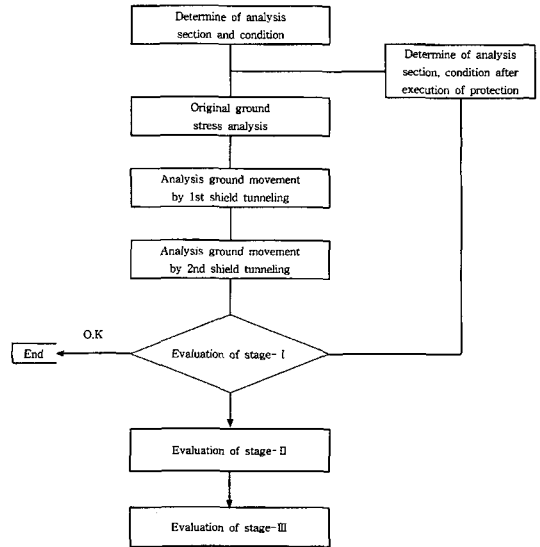 Determine of analysis
section and condition
Determine of analysis
section, condition after
execution of protection
Original ground
stress analysis
Analysis ground movement
by 1st shield tunneling
Analysis ground movement
by 2nd shield tunneling
O.K
End
Evaluation of stage-Ⅰ
Evaluation of stage-Ⅱ
Evaluation of stage-Ⅲ